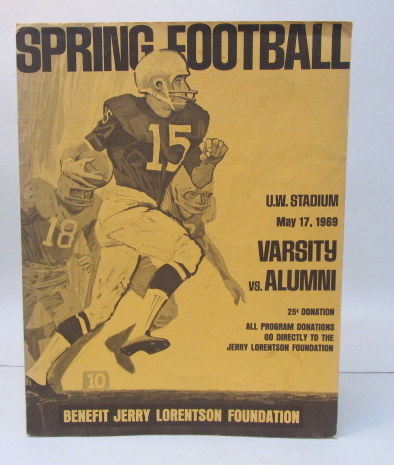 SPRING FOOTBALL
15
18
U.W. STADIUM
May 17, 1969
VARSITY
VS. ALUMNI
25¢ DONATION
ALL PROGRAM DONATIONS
GO DIRECTLY TO THE
JERRY LORENTSON FOUNDATION
10
BENEFIT JERRY LORENTSON FOUNDATION